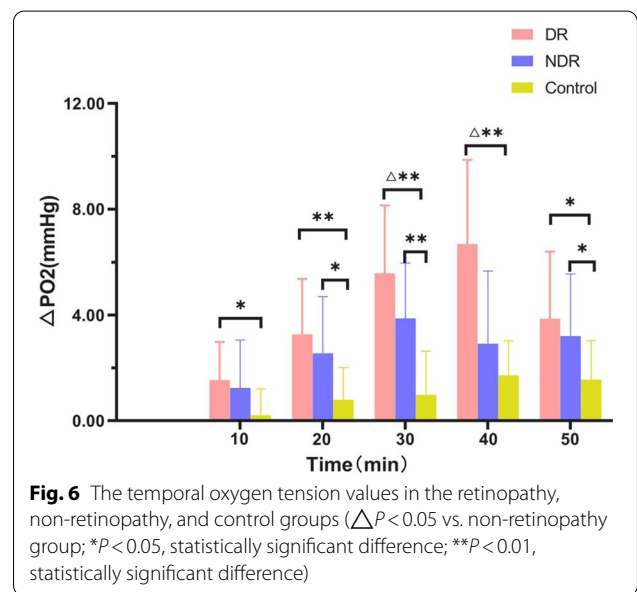 DR
NDR
Control
12.00
8.00
4.00
0.00
△PO2(mmHg)
*
**
*
△**
**
△**
*
*
10 20 30 40 50
Time(min)
Fig. 6 The temporal oxygen tension values in the retinopathy,
non-retinopathy, and control groups (△P < 0.05 vs. non-retinopathy
group; *P < 0.05, statistically significant difference; **P < 0.01,
statistically significant difference)